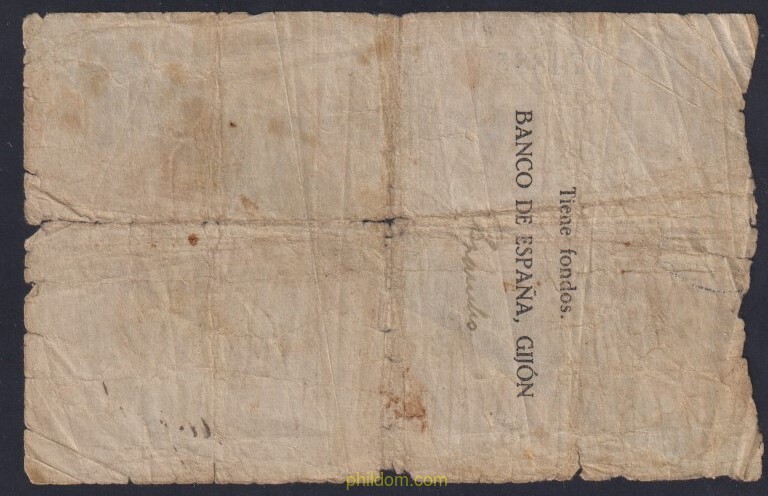 Tiene fondos.
BANCO DE ESPAÑA, GIJÓN
phildom.com